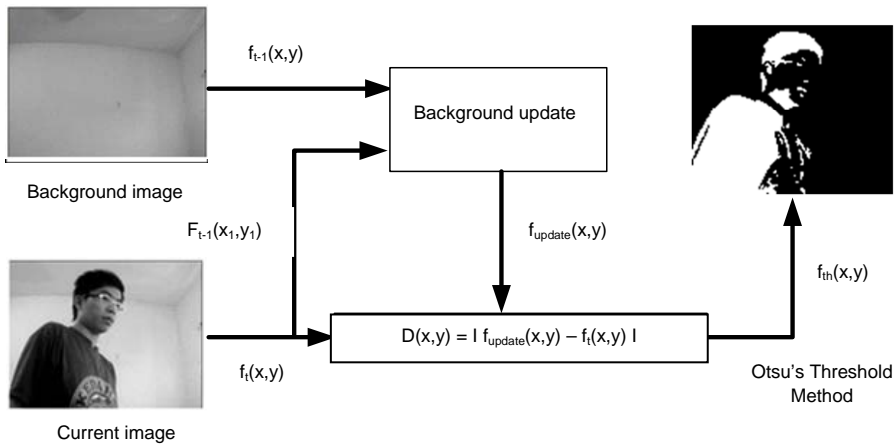 f_{t-1}(x,y)
Background update
Background image
F_{t-1}(x_1,y_1)
f_{update}(x,y)
f_{th}(x,y)
D(x,y) = I f_{update}(x,y) – f_t(x,y) I
f_t(x,y)
Otsu's Threshold
Method
Current image